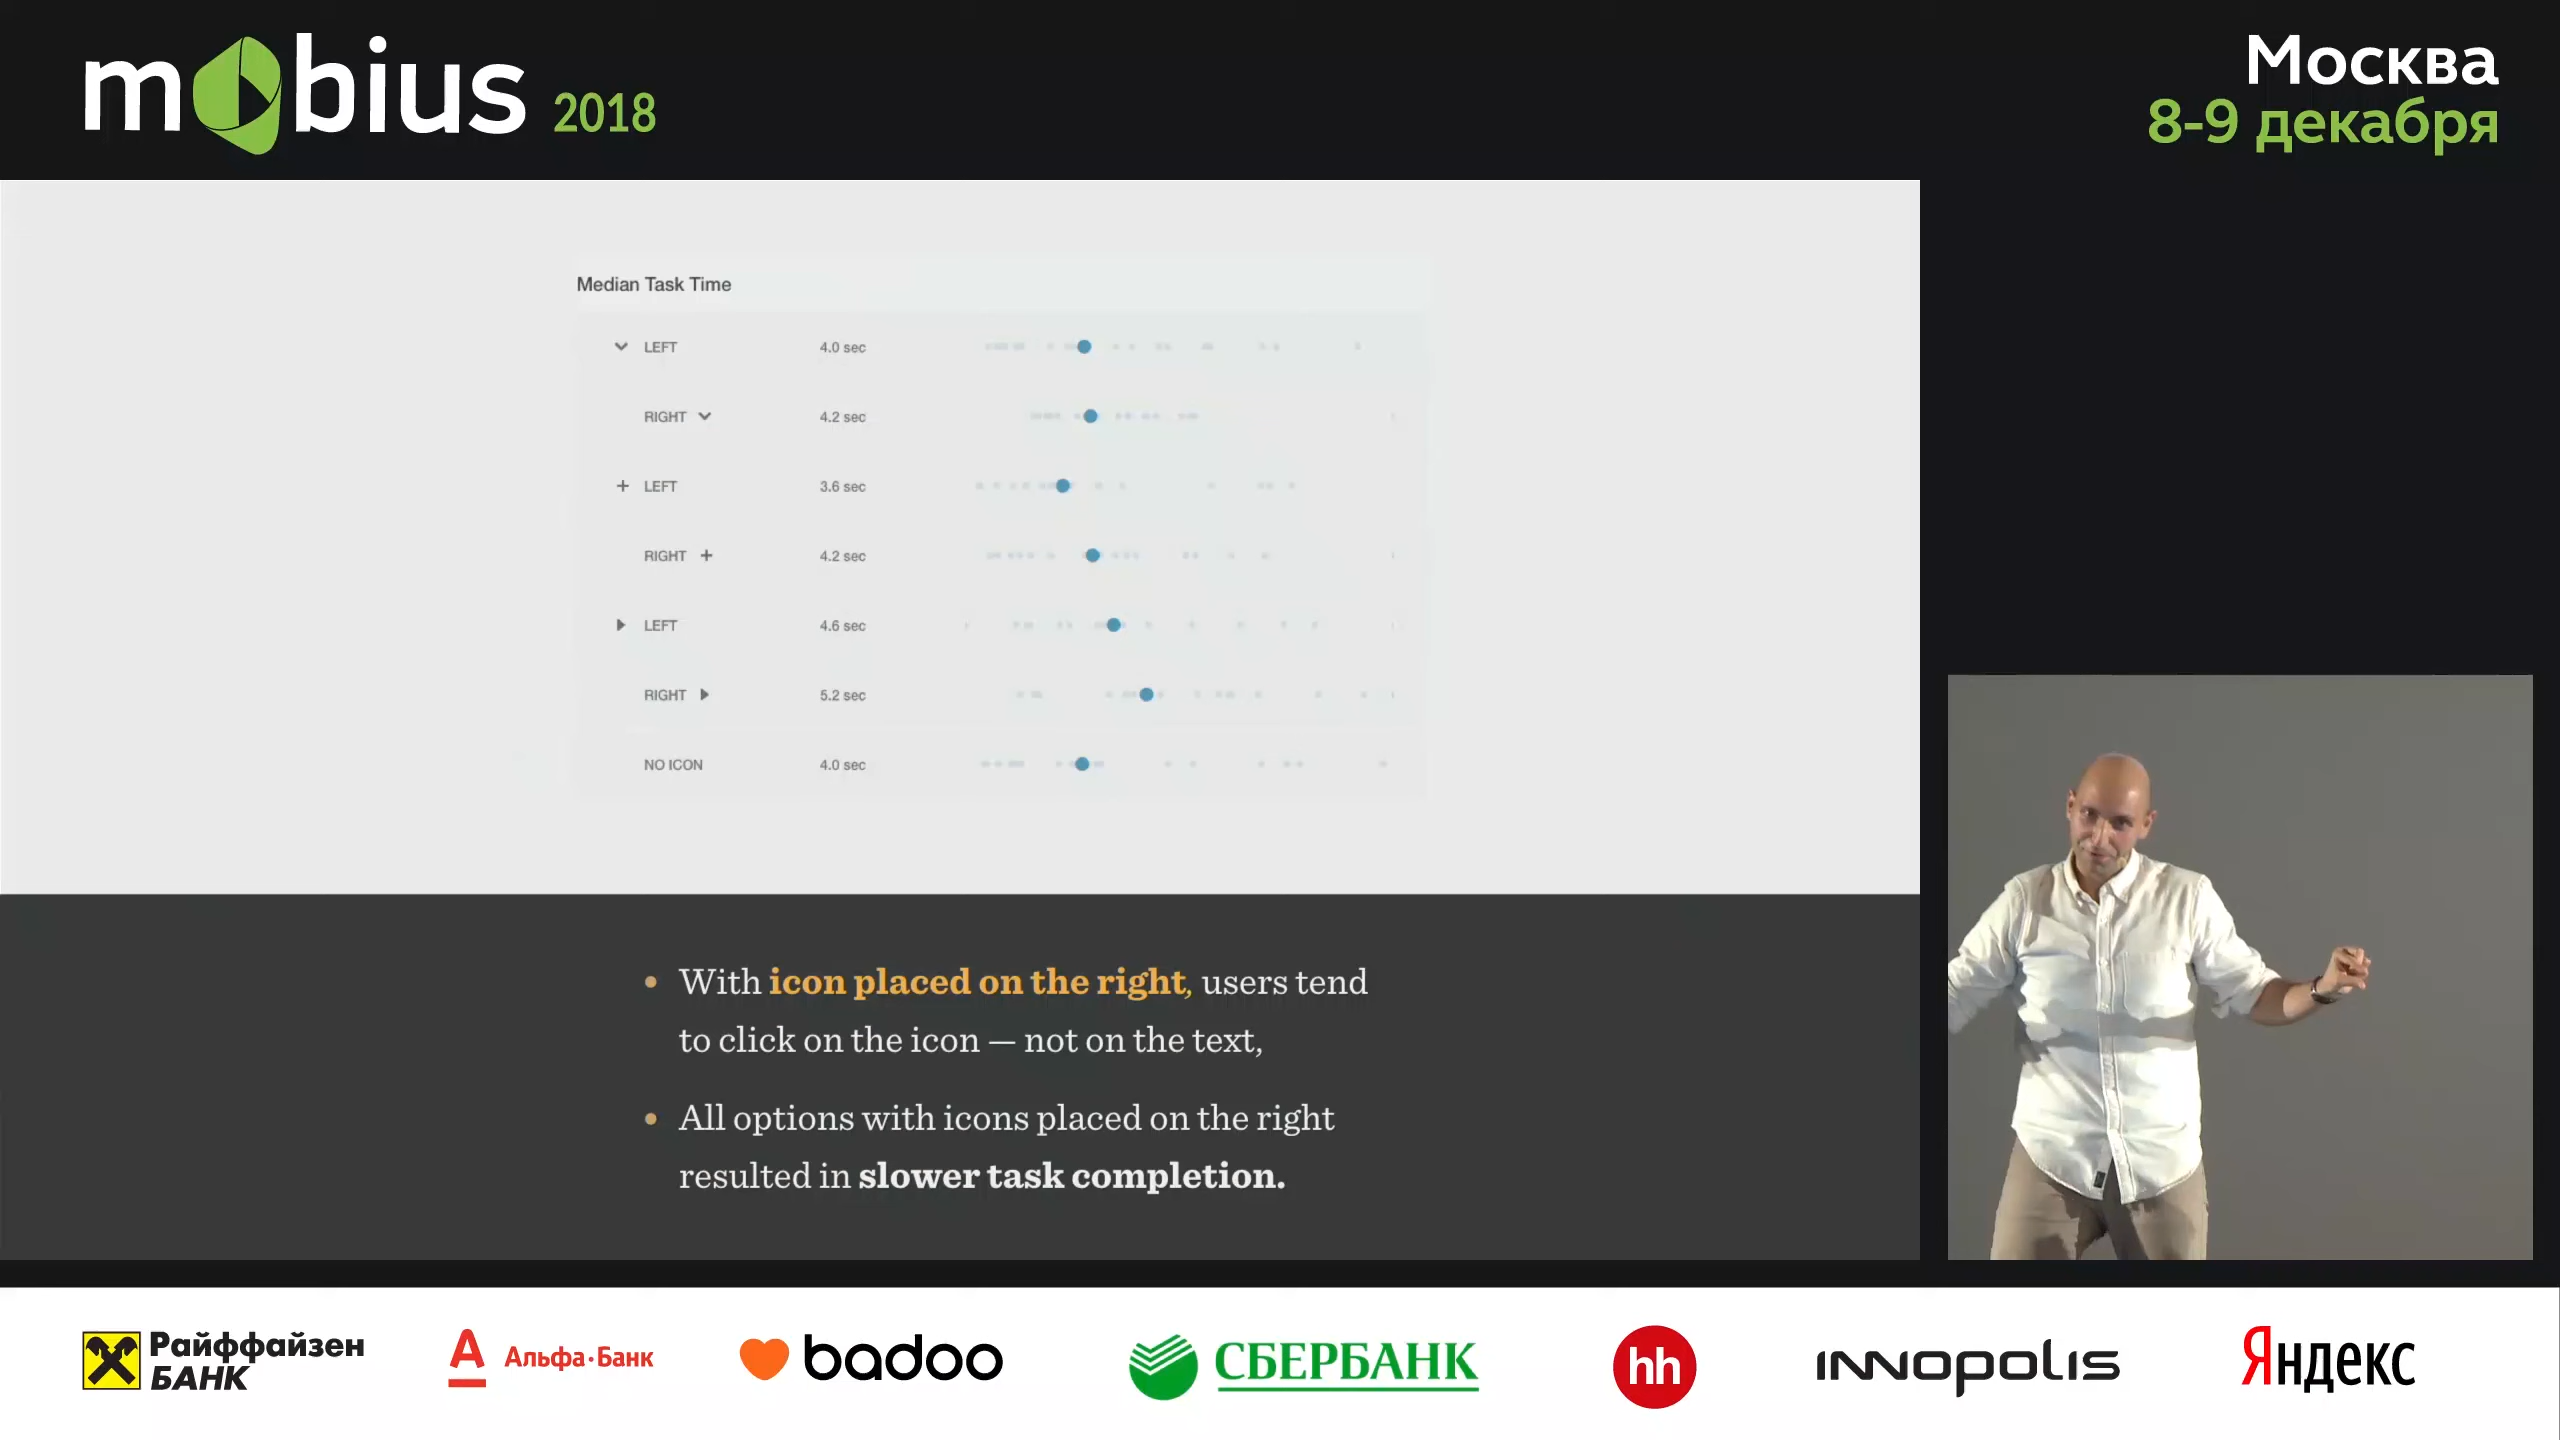 mobius 2018
Москва
8-9 декабря
Median Task Time
LEFT 4.0 sec
RIGHT 4.2 sec
+ LEFT 3.6 sec
RIGHT + 4.2 sec
LEFT 4.6 sec
RIGHT 5.2 sec
NO ICON 4.0 sec
• With icon placed on the right, users tend
to click on the icon — not on the text,
• All options with icons placed on the right
resulted in slower task completion.
Райффайзен
БАНК
Альфа·Банк
badoo
СБЕРБАНК
hh
INNOPOLIS
Яндекс